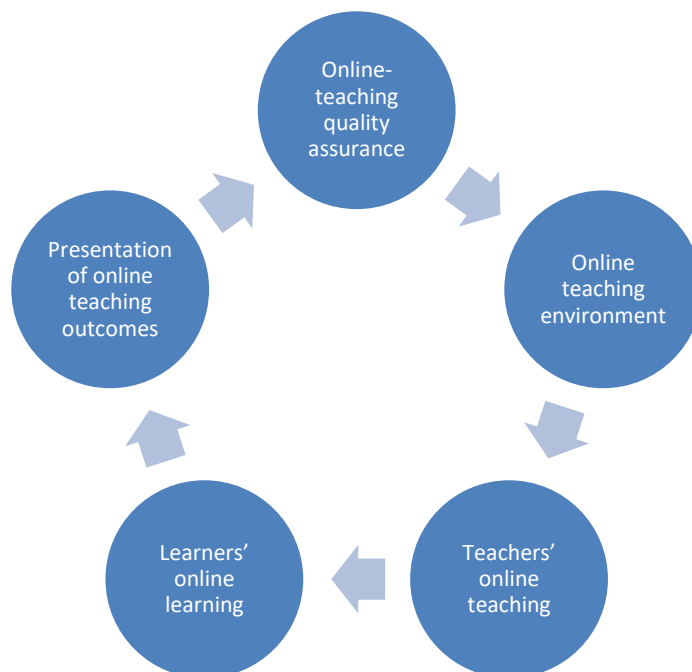 Online-
teaching
quality
assurance
Online
teaching
environment
Teachers’
online
teaching
Learners’
online
learning
Presentation
of online
teaching
outcomes